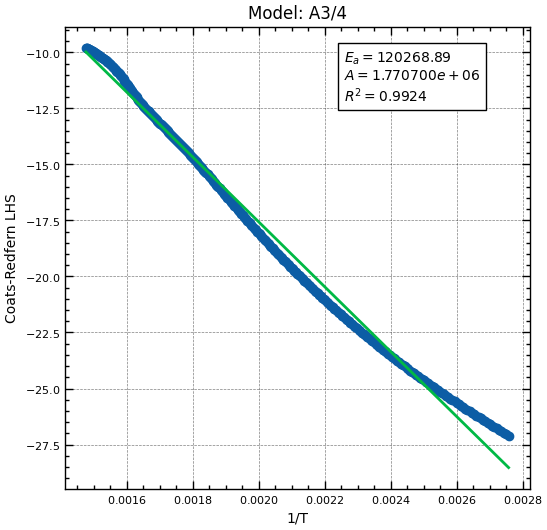 Model: A3/4
Eₐ = 120268.89
A = 1.770700e + 06
R² = 0.9924
Coats-Redfern LHS
−10.0
−12.5
−15.0
−17.5
−20.0
−22.5
−25.0
−27.5
0.0016 0.0018 0.0020 0.0022 0.0024 0.0026 0.0028
1/T